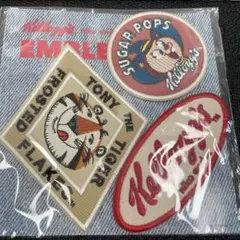 Kellogg's
EMBLE
SUGAR POPS
Kellogg's
TONY THE
TIGER
FROSTED
FLAKES
Kellogg's